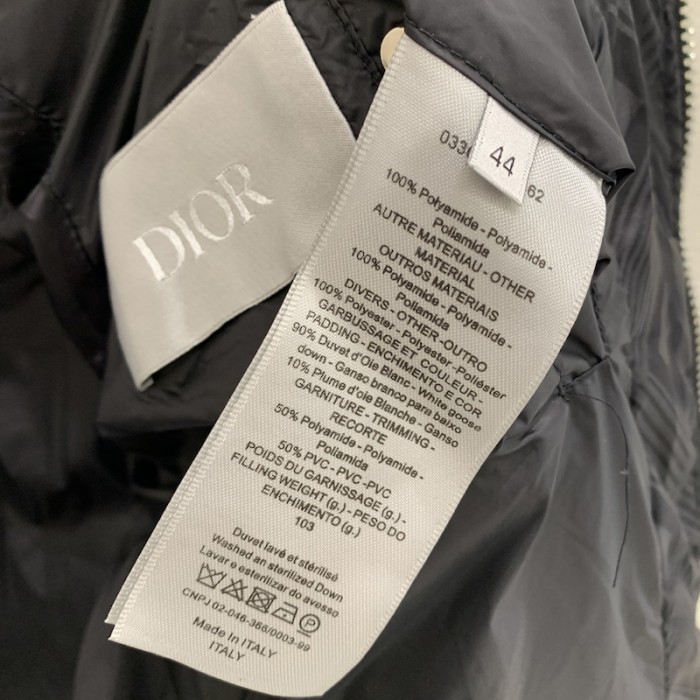 DIOR
44
033
62
100% Polyamide - Polyamide -
Poliamida
AUTRE MATERIAU - OTHER
MATERIAL
OUTROS MATERIAIS
100% Polyamide - Polyamide -
Poliamida
DIVERS - OTHER - OUTRO
100% Polyester - Polyester - Poliéster
GARBUSSAGE ET COULEUR -
PADDING - ENCHIMENTO E COR
90% Duvet d'Oie Blanc - White goose
down - Ganso branco para baixo
10% Plume d'Oie Blanche - Ganso
GARNITURE - TRIMMING -
RECORTE
50% Polyamide - Polyamide -
Poliamida
50% PVC - PVC - PVC
POIDS DU GARNISSAGE (g.) -
FILLING WEIGHT (g.) - PESO DO
ENCHIMENTO (g.)
103
Duvet lavé et stérilisé
Washed an sterilized Down
Lavar e esterilizar do avesso
P
CNPJ 02-046-366/0003-99
Made In ITALY
ITALY